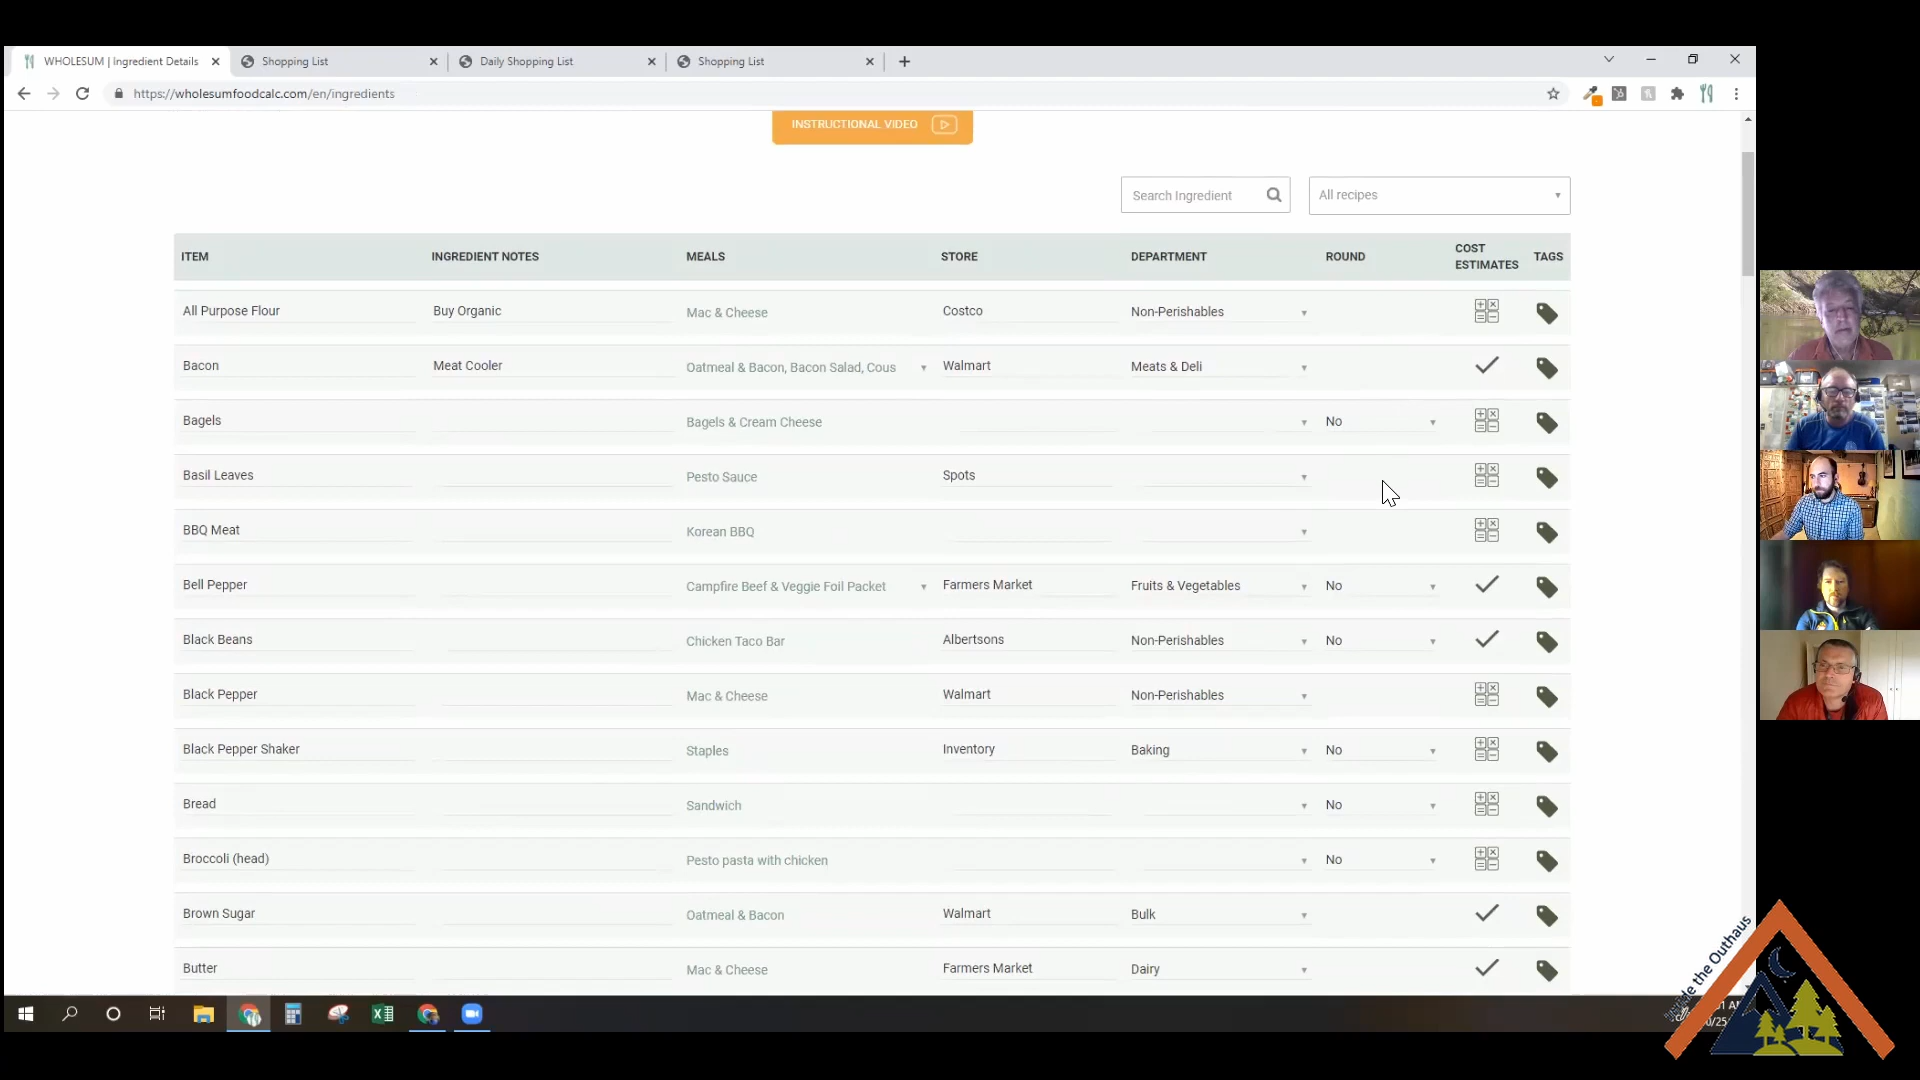 WHOLESUM | Ingredient Details
Shopping List
Daily Shopping List
Shopping List
https://wholesumfoodcalc.com/en/ingredients
INSTRUCTIONAL VIDEO
Search Ingredient
All recipes
ITEM INGREDIENT NOTES MEALS STORE DEPARTMENT ROUND COST ESTIMATES TAGS
All Purpose Flour Buy Organic Mac & Cheese Costco Non-Perishables
Bacon Meat Cooler Oatmeal & Bacon, Bacon Salad, Cous Walmart Meats & Deli
Bagels Bagels & Cream Cheese No
Basil Leaves Pesto Sauce Spots
BBQ Meat Korean BBQ
Bell Pepper Campfire Beef & Veggie Foil Packet Farmers Market Fruits & Vegetables No
Black Beans Chicken Taco Bar Albertsons Non-Perishables No
Black Pepper Mac & Cheese Walmart Non-Perishables
Black Pepper Shaker Staples Inventory Baking No
Bread Sandwich No
Broccoli (head) Pesto pasta with chicken No
Brown Sugar Oatmeal & Bacon Walmart Bulk
Butter Mac & Cheese Farmers Market Dairy
the Outhaus